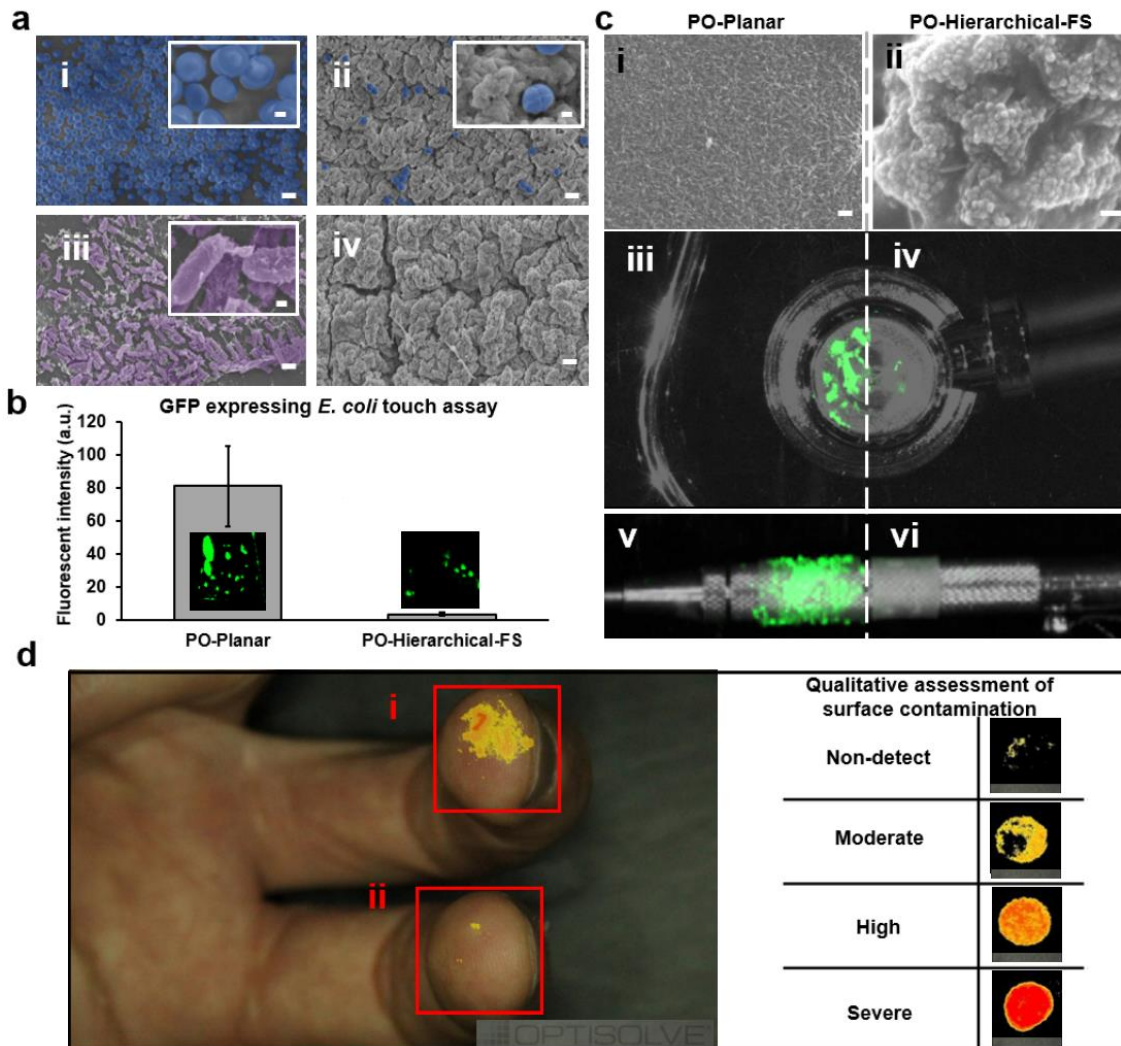 a
i
ii
iii
iv
b
GFP expressing E. coli touch assay
Fluorescent intensity (a.u.)
120
100
80
60
40
20
0
PO-Planar
PO-Hierarchical-FS
c
PO-Planar
PO-Hierarchical-FS
i
ii
iii
iv
v
vi
d
i
ii
OPTISOLVE
Qualitative assessment of
surface contamination
Non-detect
Moderate
High
Severe